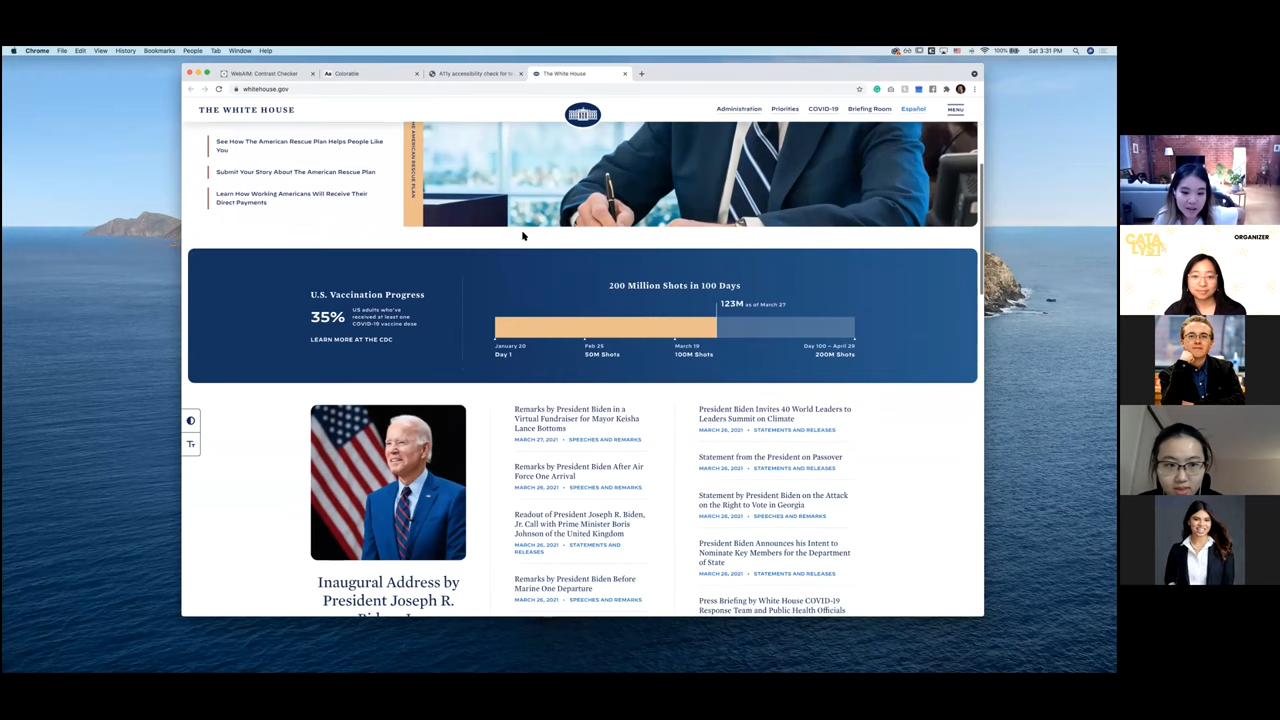 Chrome File Edit View History Bookmarks People Tab Window Help
100% Sat 3:31 PM
WebAIM: Contrast Checker
Aa Colorable
A11y accessibility check for te
The White House
whitehouse.gov
THE WHITE HOUSE
Administration Priorities COVID-19 Briefing Room Español MENU
See How The American Rescue Plan Helps People Like
You
Submit Your Story About The American Rescue Plan
Learn How Working Americans Will Receive Their
Direct Payments
HE AMERICAN RESCUE PLAN
U.S. Vaccination Progress
35%
US adults who've
received at least one
COVID-19 vaccine dose
LEARN MORE AT THE CDC
200 Million Shots in 100 Days
123M as of March 27
January 20
Day 1
Feb 25
50M Shots
March 19
100M Shots
Day 100 – April 29
200M Shots
Tт
Inaugural Address by
President Joseph R.
Remarks by President Biden in a
Virtual Fundraiser for Mayor Keisha
Lance Bottoms
MARCH 27, 2021 • SPEECHES AND REMARKS
Remarks by President Biden After Air
Force One Arrival
MARCH 26, 2021 • SPEECHES AND REMARKS
Readout of President Joseph R. Biden,
Jr. Call with Prime Minister Boris
Johnson of the United Kingdom
MARCH 26, 2021 • STATEMENTS AND
RELEASES
Remarks by President Biden Before
Marine One Departure
MARCH 26, 2021 • SPEECHES AND REMARKS
President Biden Invites 40 World Leaders to
Leaders Summit on Climate
MARCH 26, 2021 • STATEMENTS AND RELEASES
Statement from the President on Passover
MARCH 26, 2021 • STATEMENTS AND RELEASES
Statement by President Biden on the Attack
on the Right to Vote in Georgia
MARCH 26, 2021 • SPEECHES AND REMARKS
President Biden Announces his Intent to
Nominate Key Members for the Department
of State
MARCH 26, 2021 • STATEMENTS AND RELEASES
Press Briefing by White House COVID-19
Response Team and Public Health Officials
CATA
LYST
ORGANIZER